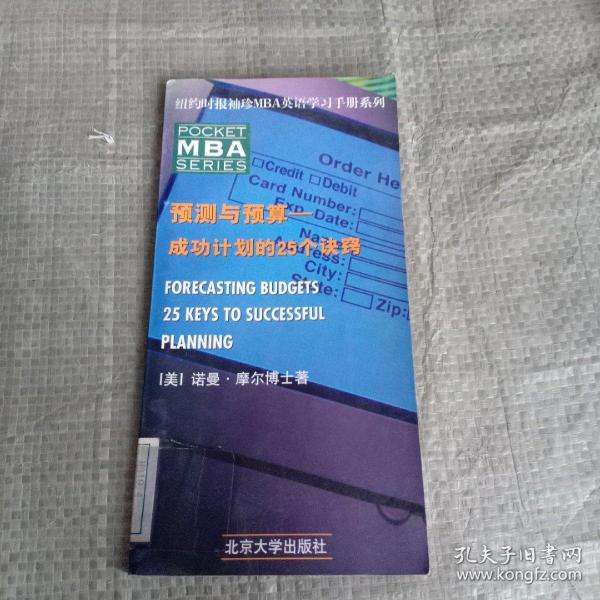 纽约时报袖珍MBA英语学习手册系列
POCKET
MBA
SERIES
Order He
□Credit □Debit
Card Number:
Exp. Date:
Name:
Address:
City:
State:
Zip:
预测与预算—
成功计划的25个诀窍
FORECASTING BUDGETS
25 KEYS TO SUCCESSFUL
PLANNING
[美] 诺曼·摩尔博士著
北京大学出版社
孔夫子旧书网
www.kongfz.com